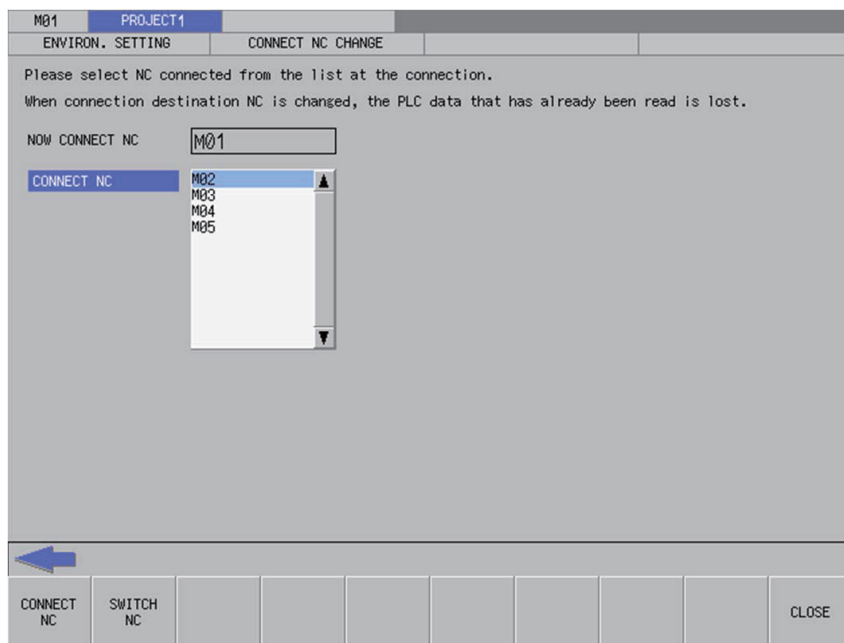 M01 PROJECT1
ENVIRON. SETTING CONNECT NC CHANGE
Please select NC connected from the list at the connection.
When connection destination NC is changed, the PLC data that has already been read is lost.
NOW CONNECT NC M01
CONNECT NC
M02
M03
M04
M05
CONNECT NC
SWITCH NC
CLOSE